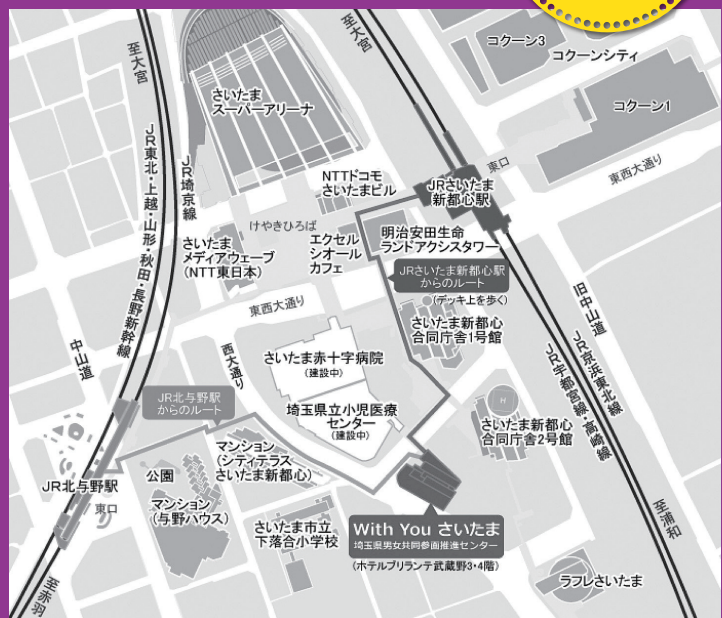 至大宮
至大宮
コクーン3
コクーンシティ
コクーン1
さいたま
スーパーアリーナ
JR東北・上越・山形・秋田・長野新幹線
JR埼京線
NTTドコモ
さいたまビル
JRさいたま
新都心駅
東口
東西大通り
けやきひろば
さいたま
メディアウェーブ
(NTT東日本)
エクセル
シオール
カフェ
明治安田生命
ランドアクシスタワー
JRさいたま新都心駅
からのルート
(デッキ上を歩く)
東西大通り
さいたま新都心
合同庁舎1号館
旧中山道
中山道
西大通り
さいたま赤十字病院
(建設中)
埼玉県立小児医療
センター
(建設中)
JR京浜東北線
JR宇都宮線・高崎線
JR北与野駅
からのルート
H
さいたま新都心
合同庁舎2号館
マンション
(シティテラス
さいたま新都心)
JR北与野駅
東口
公園
マンション
(与野ハウス)
さいたま市立
下落合小学校
With You さいたま
埼玉県男女共同参画推進センター
(ホテルブリランテ武蔵野3・4階)
至浦和
ラフレさいたま
至赤羽